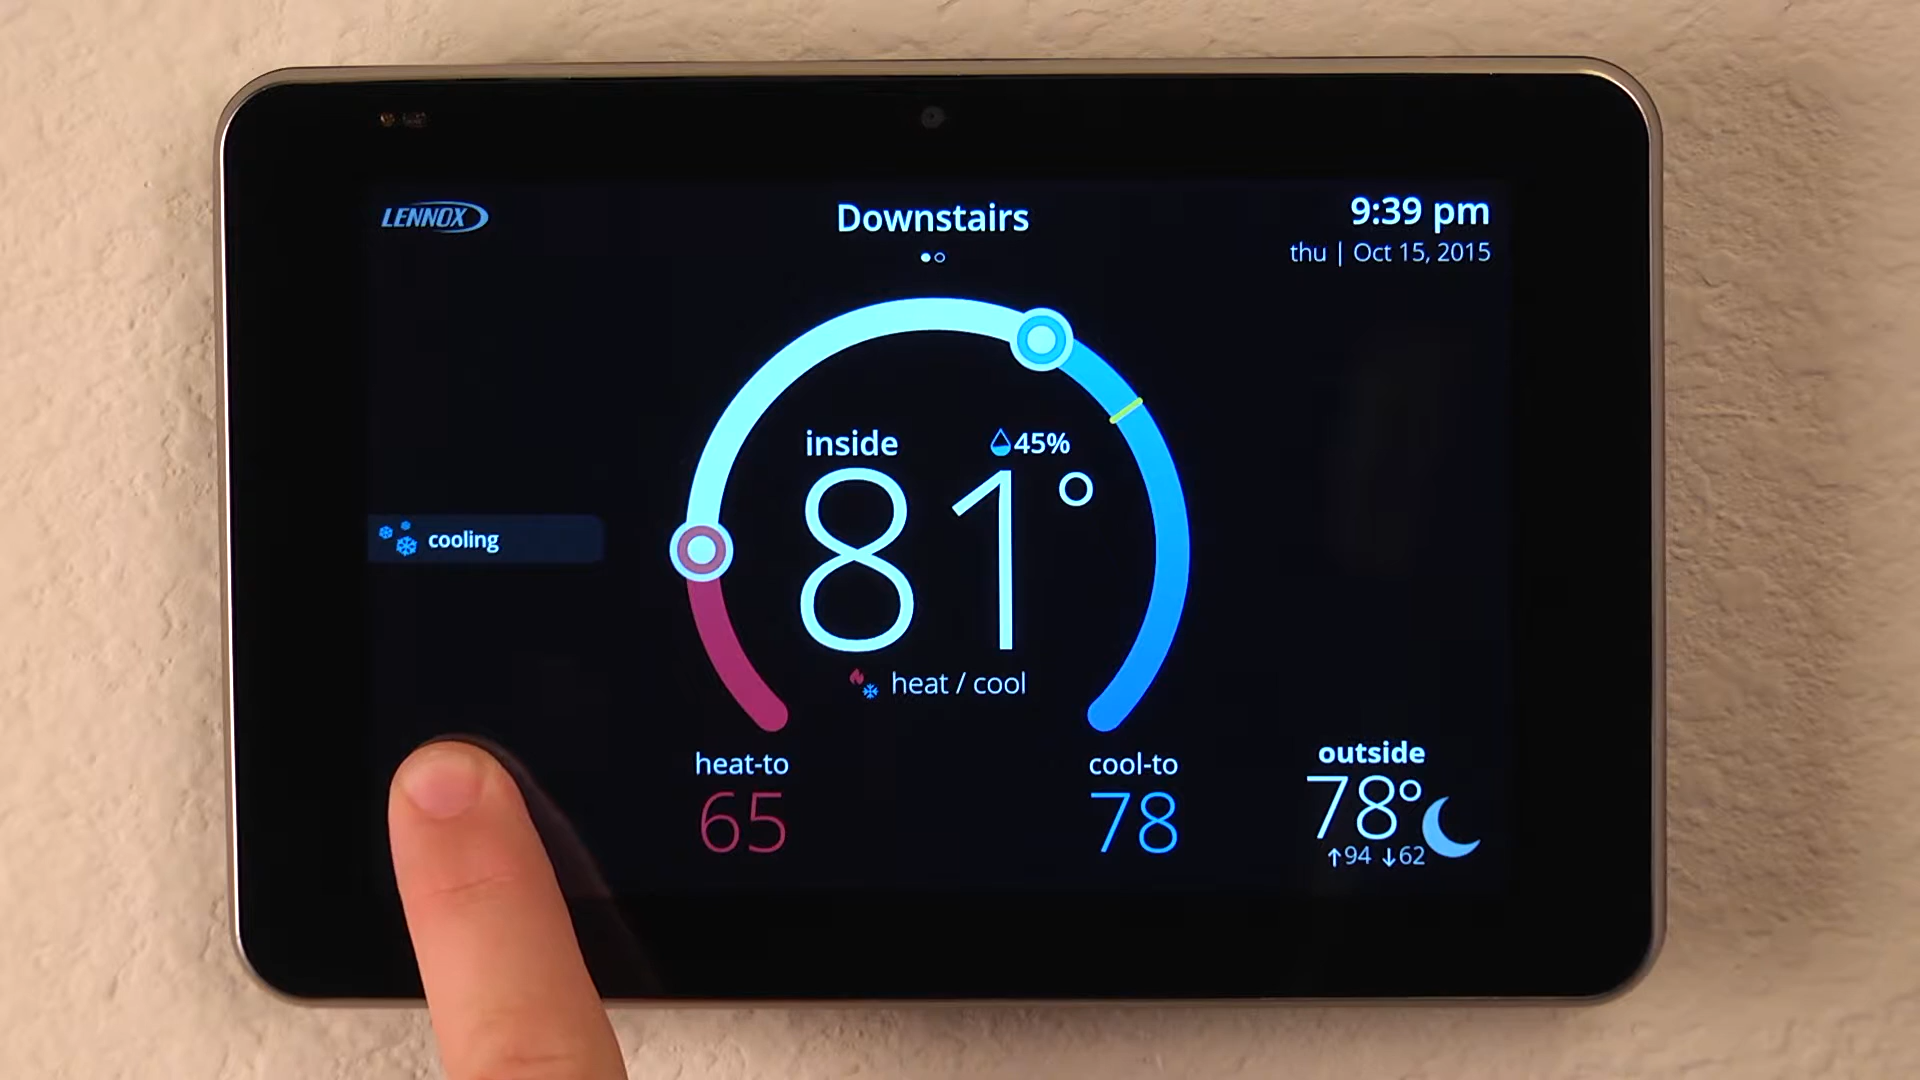 LENNOX
Downstairs
9:39 pm
thu | Oct 15, 2015
inside
45%
81°
cooling
heat / cool
heat-to
65
cool-to
78
outside
78°
↑94 ↓62